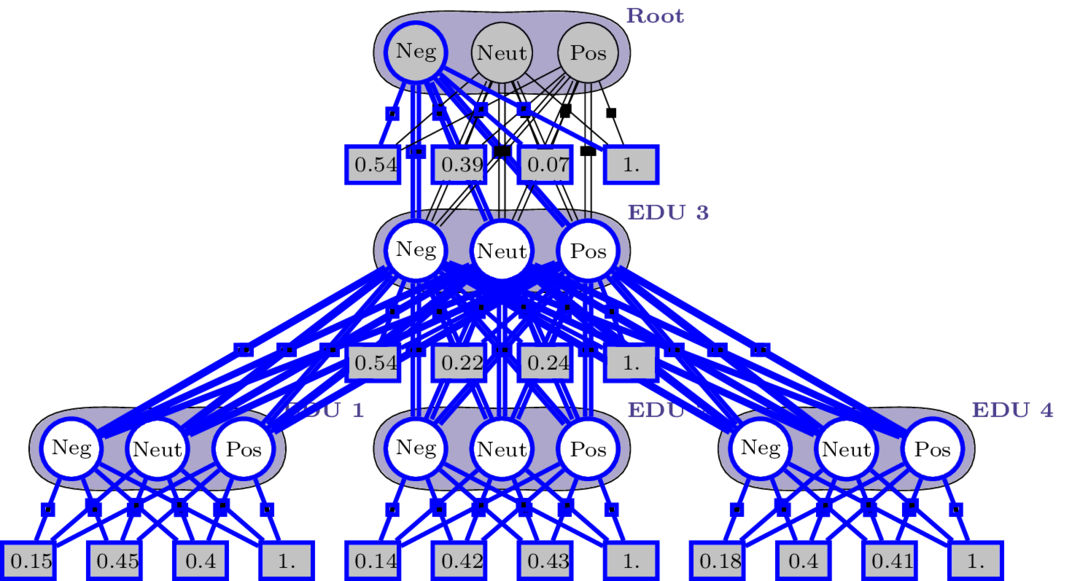 Root
Neg Neut Pos
0.54 0.39 0.07 1.
EDU 3
Neg Neut Pos
0.54 0.22 0.24 1.
EDU 1 EDU EDU 4
Neg Neut Pos Neg Neut Pos Neg Neut Pos
0.15 0.45 0.4 1. 0.14 0.42 0.43 1. 0.18 0.4 0.41 1.